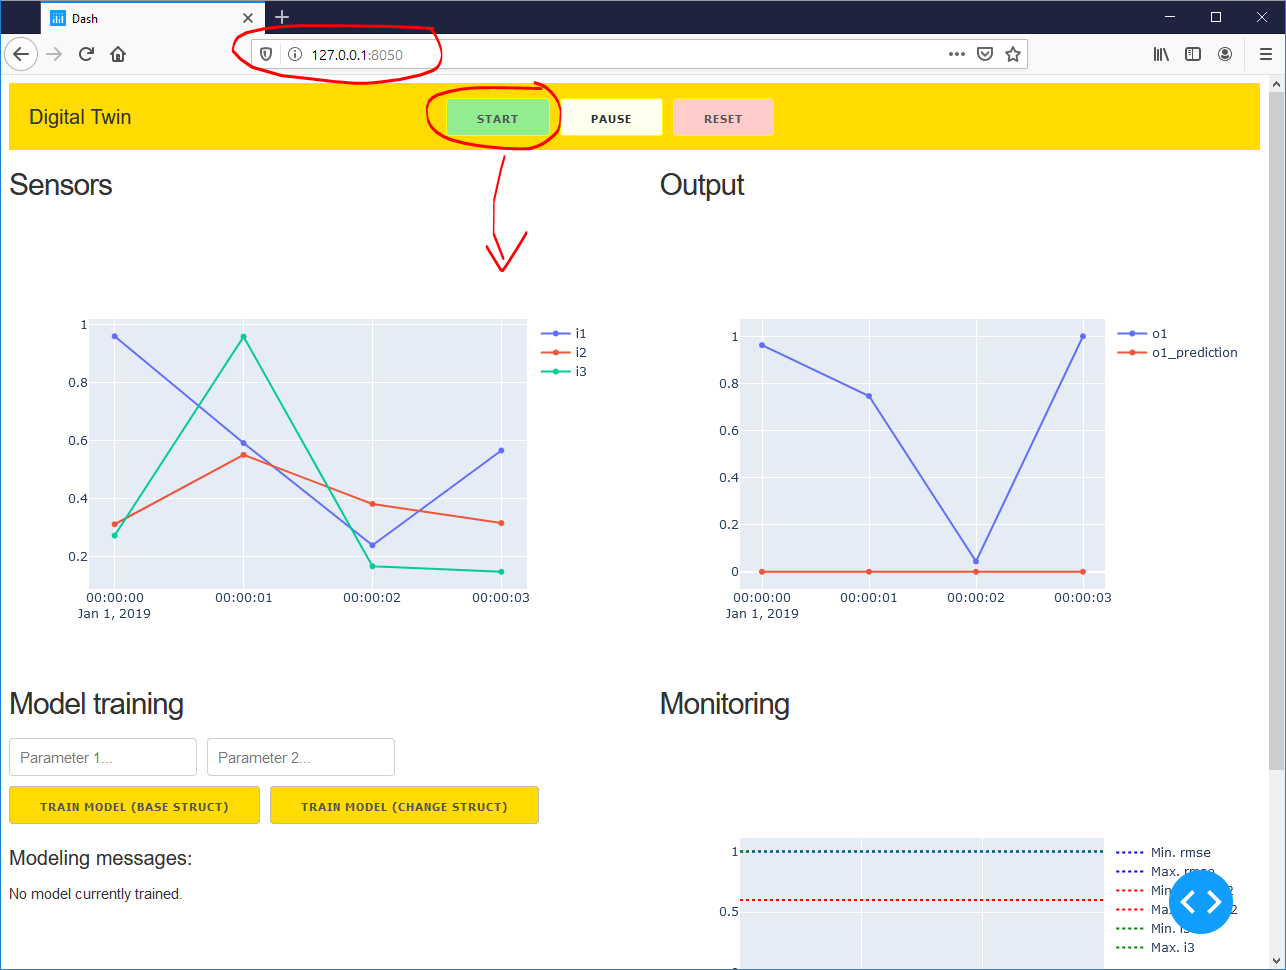 Dash
127.0.0.1:8050
Digital Twin
START
PAUSE
RESET
Sensors
Output
1
0.8
0.6
0.4
0.2
00:00:00
00:00:01
00:00:02
00:00:03
Jan 1, 2019
i1
i2
i3
1
0.8
0.6
0.4
0.2
0
00:00:00
00:00:01
00:00:02
00:00:03
Jan 1, 2019
o1
o1_prediction
Model training
Parameter 1...
Parameter 2...
TRAIN MODEL (BASE STRUCT)
TRAIN MODEL (CHANGE STRUCT)
Modeling messages:
No model currently trained.
Monitoring
1
0.5
Min. rmse
Max. rmse
Min. 2
Max. 2
Min. i3
Max. i3